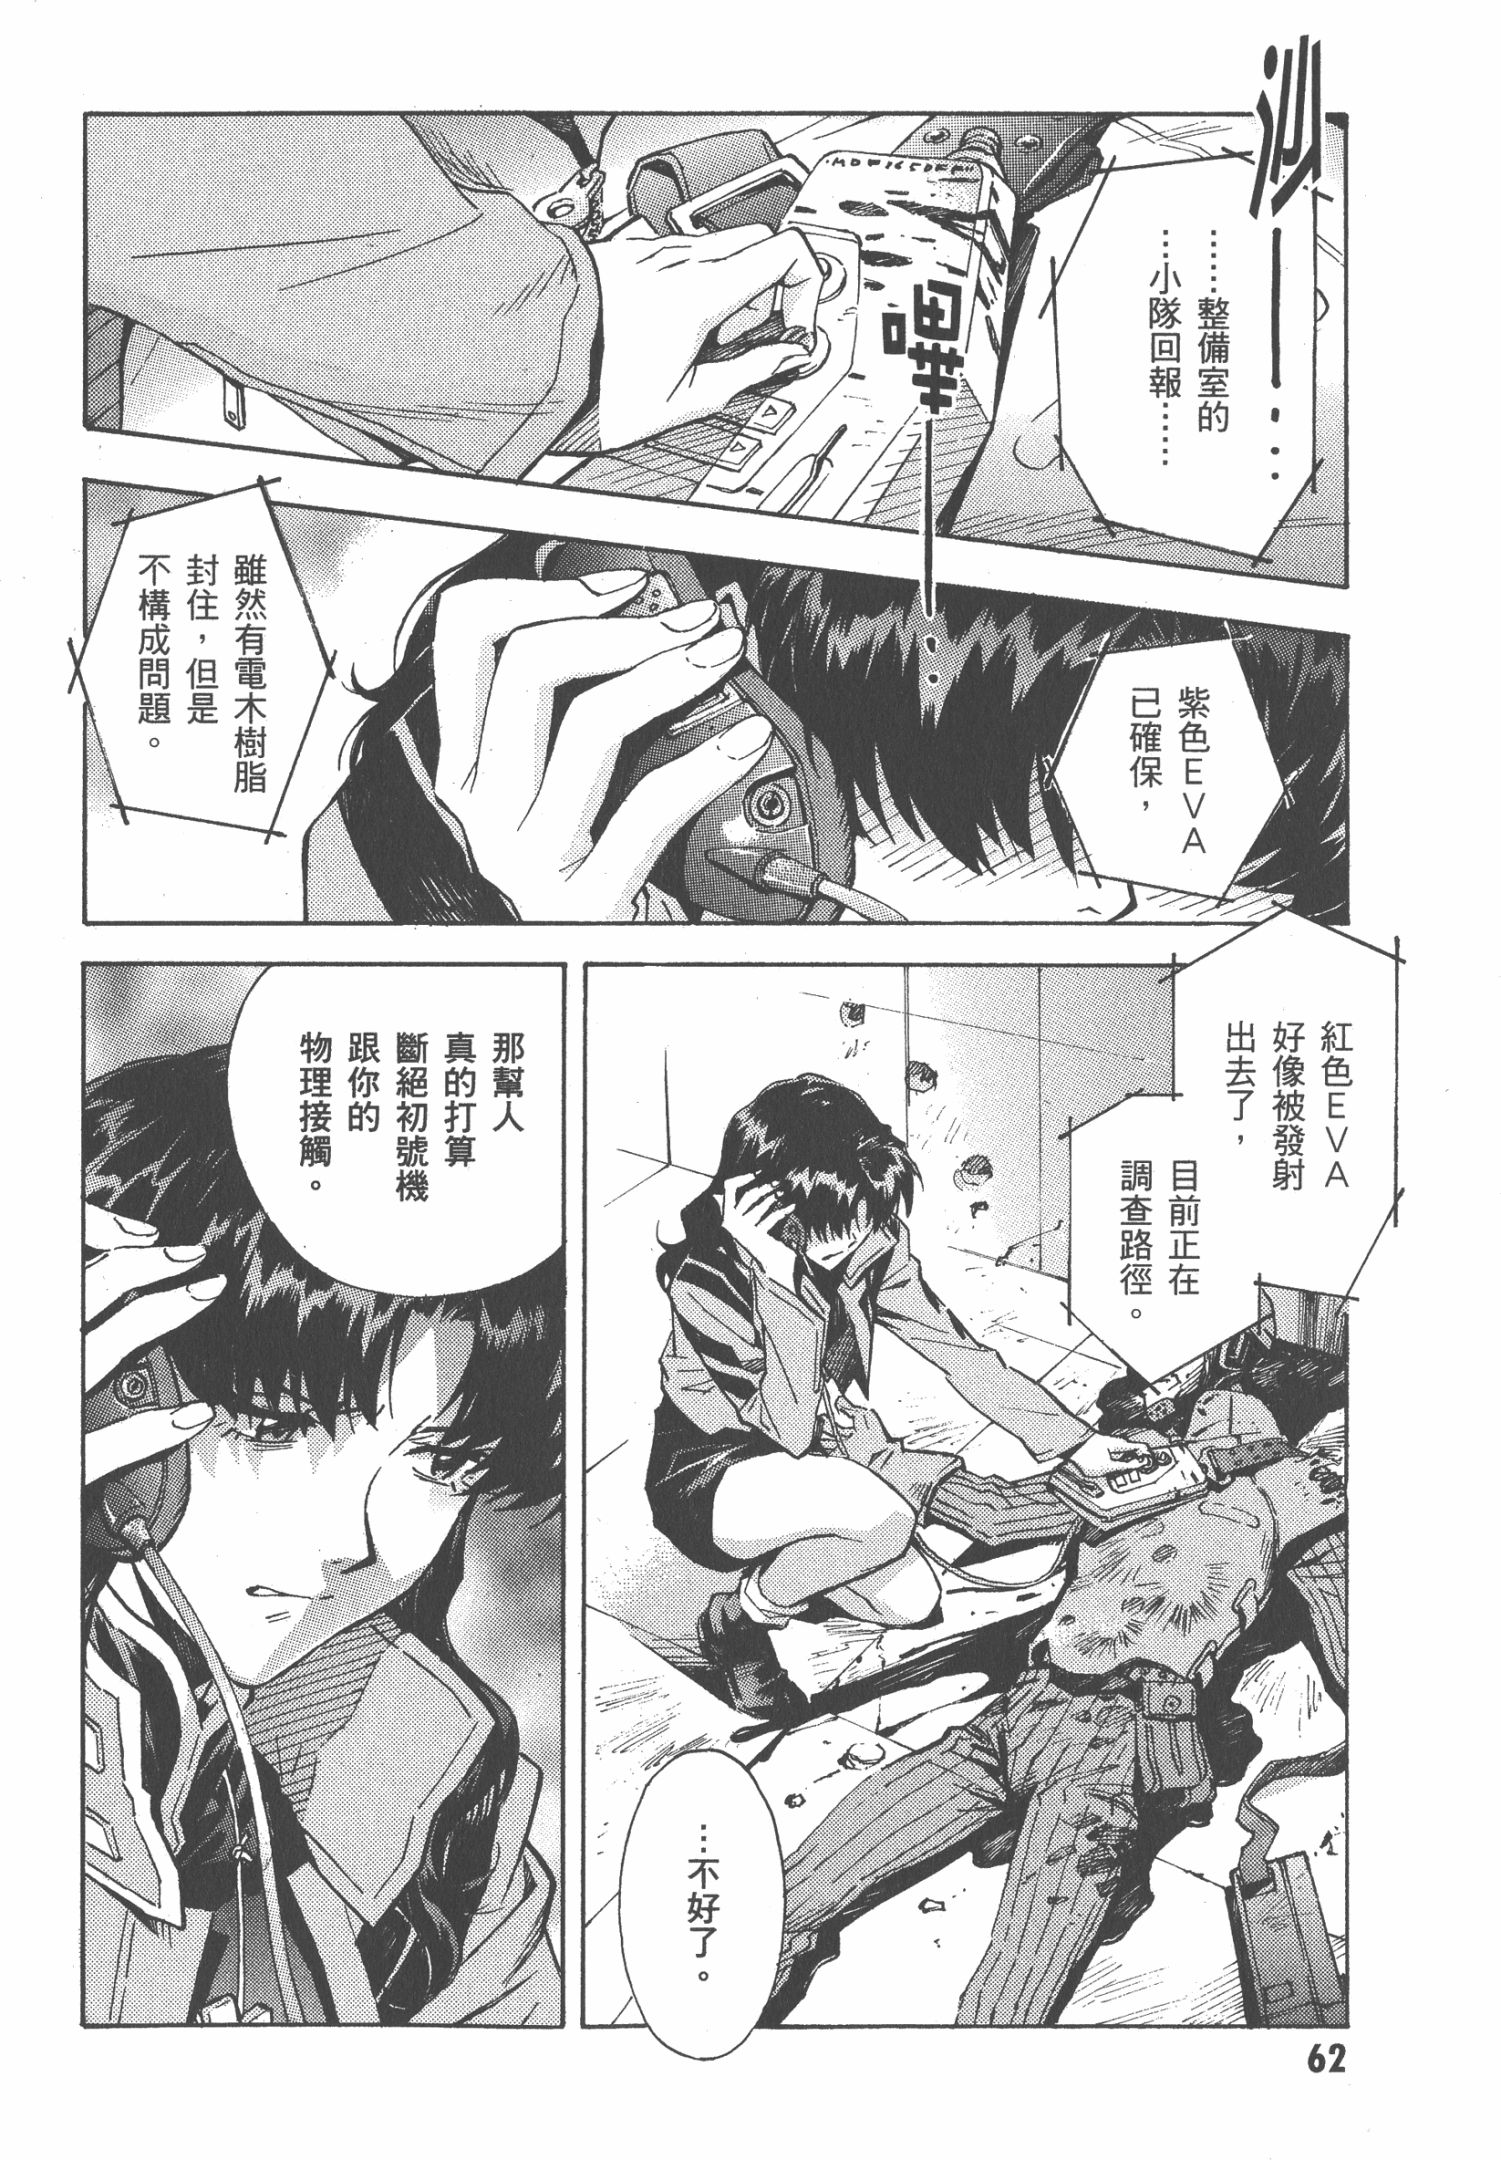 沙
……整備室的
…小隊回報……
嗶
紫色EVA
已確保，
雖然有電木樹脂
封住，但是
不構成問題。
紅色EVA
好像被發射
出去了，
目前正在
調查路徑。
…不好了。
那幫人
真的打算
斷絕初號機
跟你的
物理接觸。
62